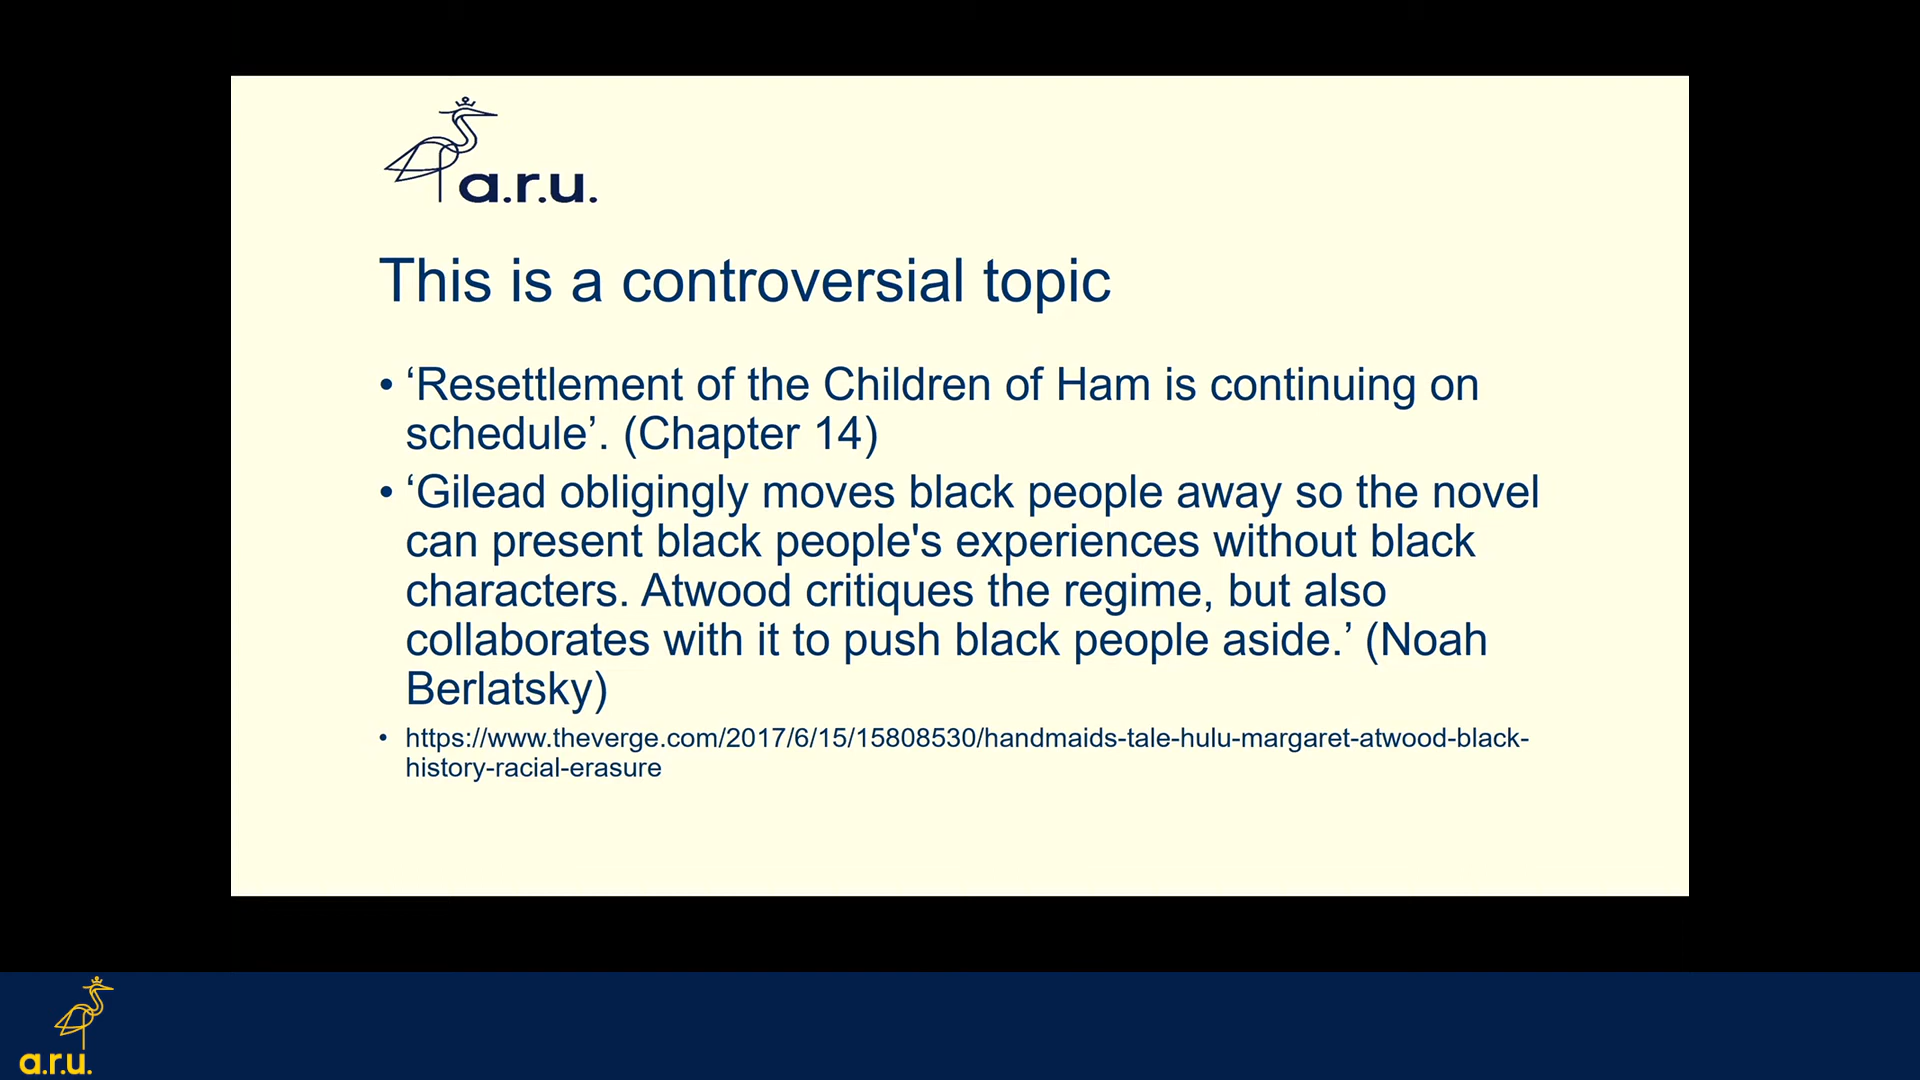 a.r.u.
This is a controversial topic
• ‘Resettlement of the Children of Ham is continuing on
schedule’. (Chapter 14)
• ‘Gilead obligingly moves black people away so the novel
can present black people's experiences without black
characters. Atwood critiques the regime, but also
collaborates with it to push black people aside.’ (Noah
Berlatsky)
• https://www.theverge.com/2017/6/15/15808530/handmaids-tale-hulu-margaret-atwood-black-
history-racial-erasure
a.r.u.